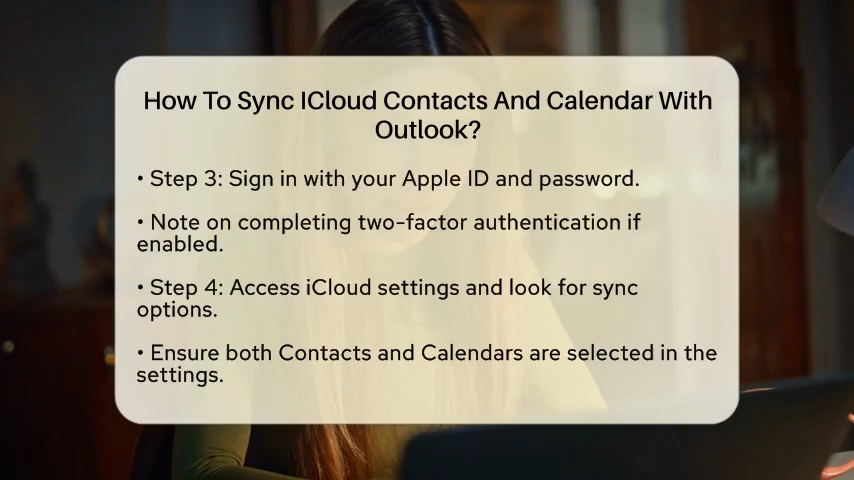 How To Sync ICloud Contacts And Calendar With
Outlook?
• Step 3: Sign in with your Apple ID and password.
• Note on completing two-factor authentication if
enabled.
• Step 4: Access iCloud settings and look for sync
options.
• Ensure both Contacts and Calendars are selected in the
settings.